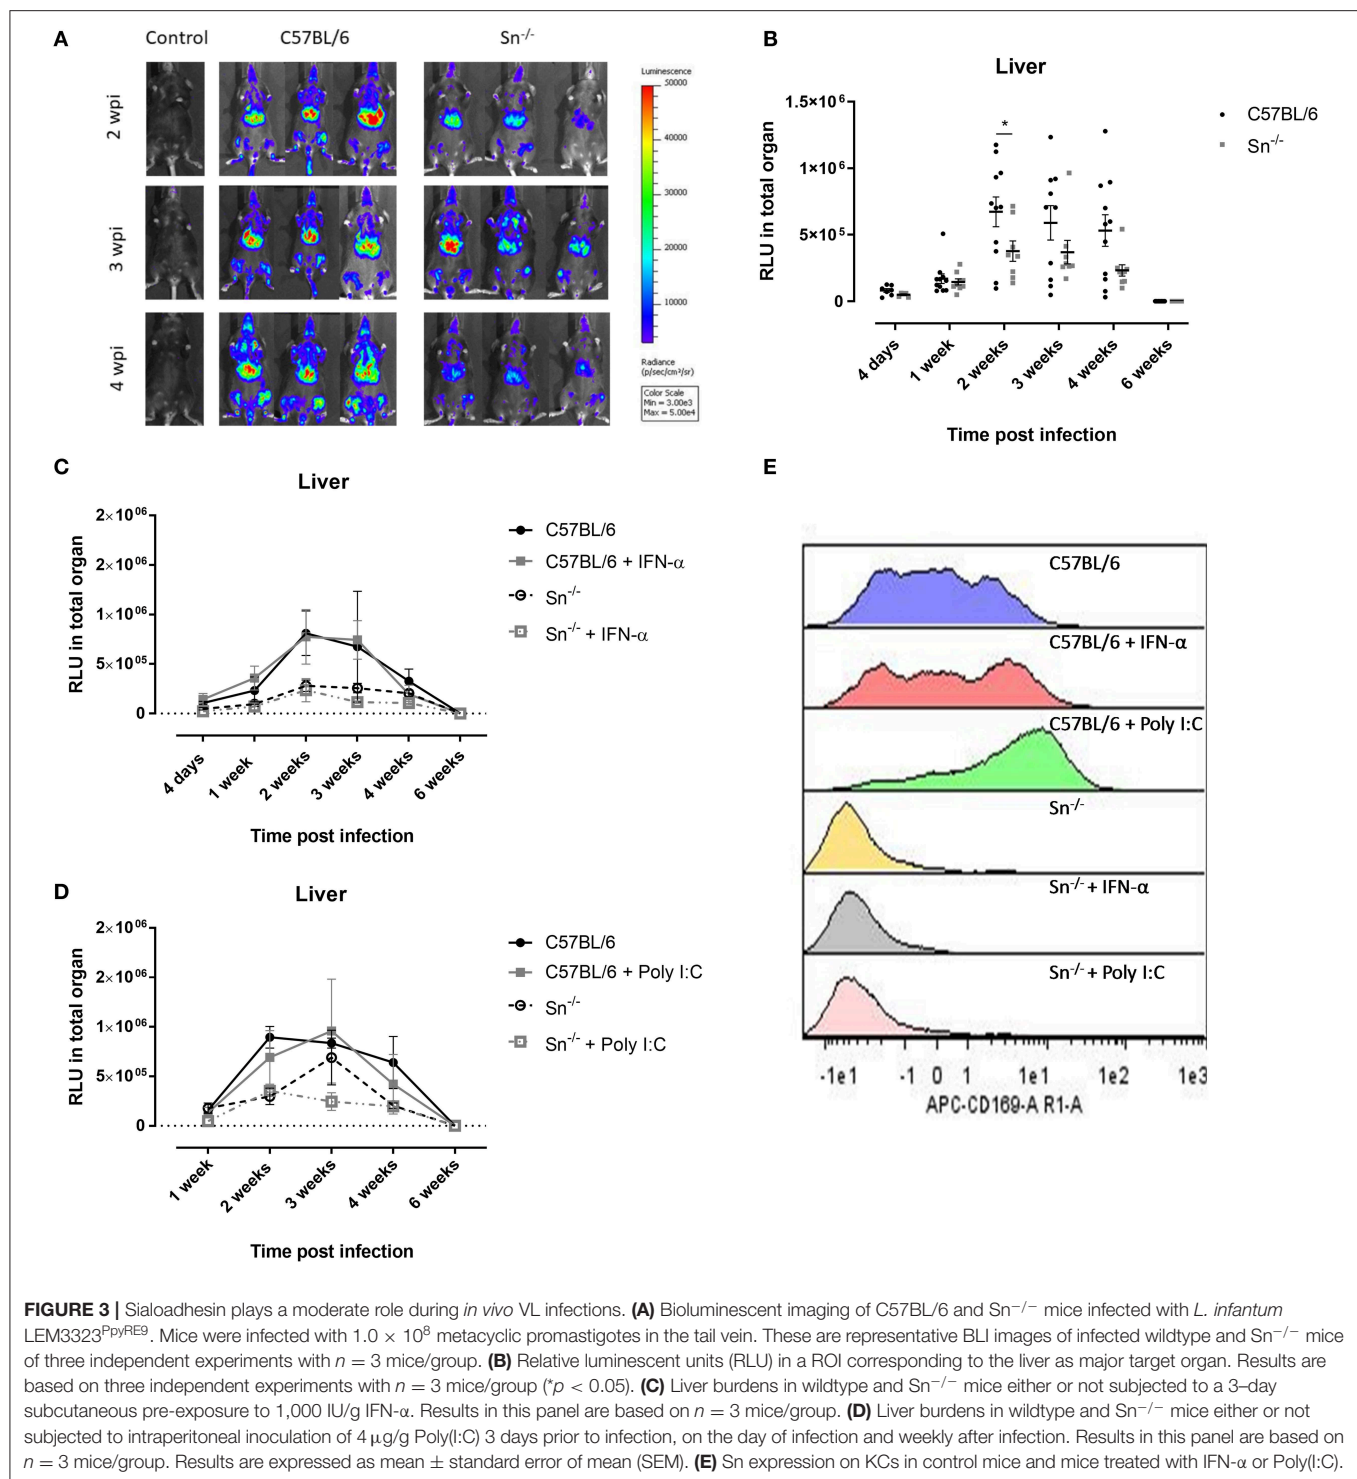 A
Control
C57BL/6
Sn-/-
2 wpi
3 wpi
4 wpi
Luminescence
50000
40000
30000
20000
10000
Radiance
(p/sec/cm²/sr)
Color Scale
Min = 3.00e3
Max = 5.00e4
B
Liver
1.5×10⁶
1×10⁶
5×10⁵
0
RLU in total organ
*
C57BL/6
Sn-/-
4 days
1 week
2 weeks
3 weeks
4 weeks
6 weeks
Time post infection
C
Liver
2×10⁰⁶
2×10⁰⁶
1×10⁰⁶
5×10⁰⁵
0
RLU in total organ
C57BL/6
C57BL/6 + IFN-α
Sn-/-
Sn-/- + IFN-α
4 days
1 week
2 weeks
3 weeks
4 weeks
6 weeks
Time post infection
D
Liver
2×10⁰⁶
2×10⁰⁶
1×10⁰⁶
5×10⁰⁵
0
RLU in total organ
C57BL/6
C57BL/6 + Poly I:C
Sn-/-
Sn-/- + Poly I:C
1 week
2 weeks
3 weeks
4 weeks
6 weeks
Time post infection
E
C57BL/6
C57BL/6 + IFN-α
C57BL/6 + Poly I:C
Sn-/-
Sn-/- + IFN-α
Sn-/- + Poly I:C
-1e1 -1 0 1 1e1 1e2 1e3
APC-CD169-A R1-A
FIGURE 3 | Sialoadhesin plays a moderate role during in vivo VL infections. (A) Bioluminescent imaging of C57BL/6 and Sn−/− mice infected with L. infantum
LEM3323PpyRE9. Mice were infected with 1.0 × 10⁸ metacyclic promastigotes in the tail vein. These are representative BLI images of infected wildtype and Sn−/− mice
of three independent experiments with n = 3 mice/group. (B) Relative luminescent units (RLU) in a ROI corresponding to the liver as major target organ. Results are
based on three independent experiments with n = 3 mice/group (*p < 0.05). (C) Liver burdens in wildtype and Sn−/− mice either or not subjected to a 3–day
subcutaneous pre-exposure to 1,000 IU/g IFN-α. Results in this panel are based on n = 3 mice/group. (D) Liver burdens in wildtype and Sn−/− mice either or not
subjected to intraperitoneal inoculation of 4 μg/g Poly(I:C) 3 days prior to infection, on the day of infection and weekly after infection. Results in this panel are based on
n = 3 mice/group. Results are expressed as mean ± standard error of mean (SEM). (E) Sn expression on KCs in control mice and mice treated with IFN-α or Poly(I:C).